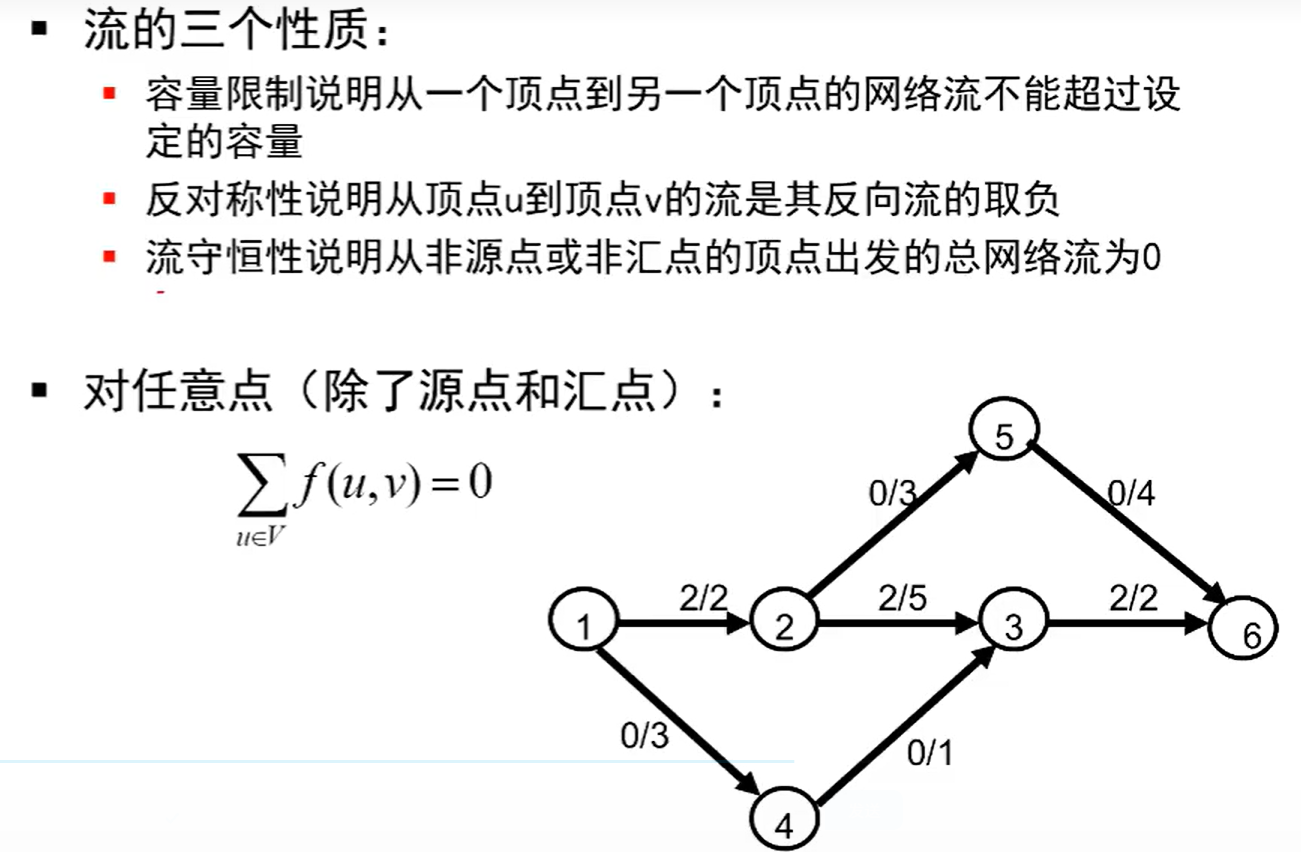 ▪ 流的三个性质：
▪ 容量限制说明从一个顶点到另一个顶点的网络流不能超过设
定的容量
▪ 反对称性说明从顶点u到顶点v的流是其反向流的取负
▪ 流守恒性说明从非源点或非汇点的顶点出发的总网络流为0
▪ 对任意点（除了源点和汇点）：
∑ f(u,v)=0
u∈V
5
0/3
0/4
2/2
2/5
2/2
1
2
3
6
0/3
0/1
4